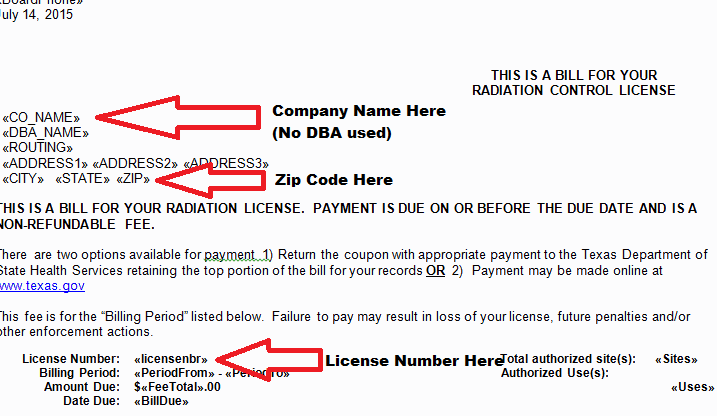 July 14, 2015
THIS IS A BILL FOR YOUR
RADIATION CONTROL LICENSE
«CO_NAME» Company Name Here
«DBA_NAME» (No DBA used)
«ROUTING»
«ADDRESS1» «ADDRESS2» «ADDRESS3»
«CITY» «STATE» «ZIP» Zip Code Here
THIS IS A BILL FOR YOUR RADIATION LICENSE. PAYMENT IS DUE ON OR BEFORE THE DUE DATE AND IS A
NON-REFUNDABLE FEE.
There are two options available for payment 1) Return the coupon with appropriate payment to the Texas Department of
State Health Services retaining the top portion of the bill for your records OR 2) Payment may be made online at
www.texas.gov
This fee is for the “Billing Period” listed below. Failure to pay may result in loss of your license, future penalties and/or
other enforcement actions.
License Number: «licensenbr» License Number Here Total authorized site(s): «Sites»
Billing Period: «PeriodFrom» - «PeriodTo» Authorized Use(s):
Amount Due: $«FeeTotal».00 «Uses»
Date Due: «BillDue»